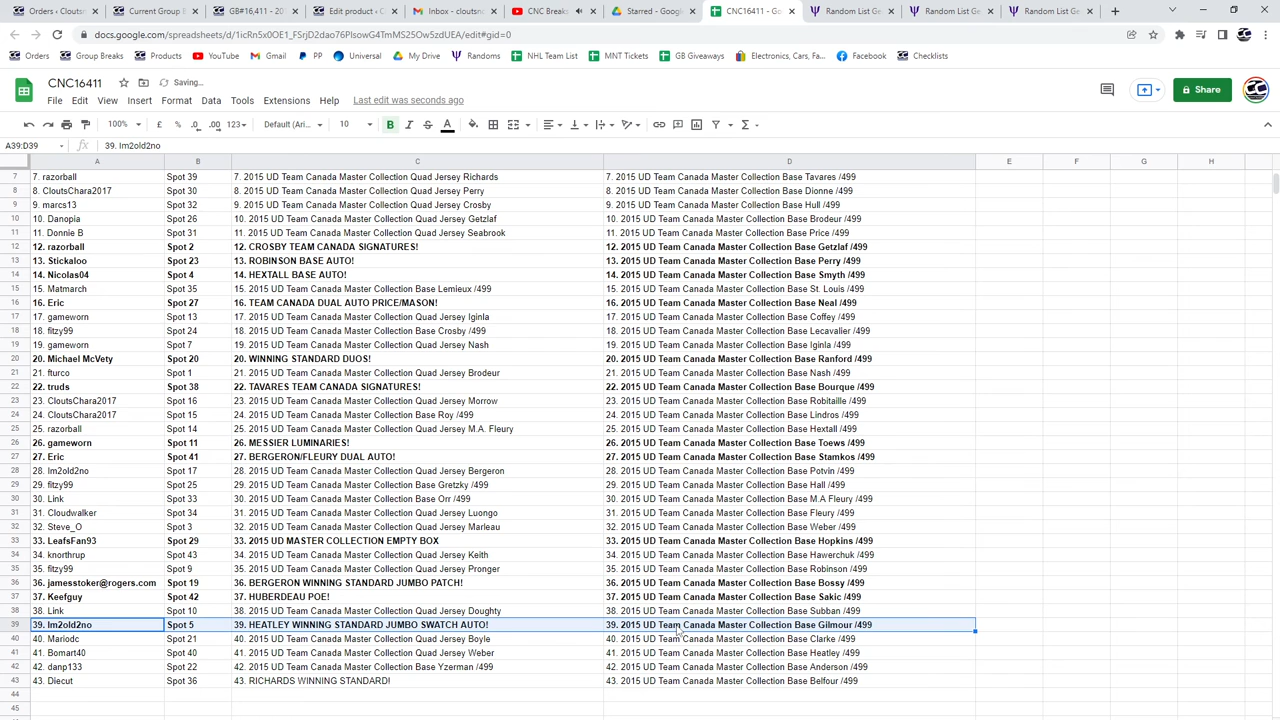 Orders < Clouts n C
Current Group B
GB#16,411 - 201
Edit product < C
Inbox - cloutsno
CNC Breaks
Starred - Google
CNC16411 - Go
Random List Ge
Random List Ge
Random List Ge
docs.google.com/spreadsheets/d/1icRn5x0OE1_FSrjD2dao76PlsowG4TmMS25Ow5zdUEA/edit#gid=0
Orders Group Breaks Products YouTube Gmail PP Universal My Drive Randoms NHL Team List MNT Tickets GB Giveaways Electronics, Cars, Fa... Facebook Checklists
CNC16411 Saving...
File Edit View Insert Format Data Tools Extensions Help Last edit was seconds ago
Share
100% £ % .0 .00 123 Default (Ari... 10 B I S A
A39:D39 fx 39. Im2old2no
A B C D E F G H
7 7. razorball Spot 39 7. 2015 UD Team Canada Master Collection Quad Jersey Richards 7. 2015 UD Team Canada Master Collection Base Tavares /499
8 8. CloutsChara2017 Spot 30 8. 2015 UD Team Canada Master Collection Quad Jersey Perry 8. 2015 UD Team Canada Master Collection Base Dionne /499
9 9. marcs13 Spot 32 9. 2015 UD Team Canada Master Collection Quad Jersey Crosby 9. 2015 UD Team Canada Master Collection Base Hull /499
10 10. Danopia Spot 26 10. 2015 UD Team Canada Master Collection Quad Jersey Getzlaf 10. 2015 UD Team Canada Master Collection Base Brodeur /499
11 11. Donnie B Spot 31 11. 2015 UD Team Canada Master Collection Quad Jersey Seabrook 11. 2015 UD Team Canada Master Collection Base Price /499
12 12. razorball Spot 2 12. CROSBY TEAM CANADA SIGNATURES! 12. 2015 UD Team Canada Master Collection Base Getzlaf /499
13 13. Stickaloo Spot 23 13. ROBINSON BASE AUTO! 13. 2015 UD Team Canada Master Collection Base Perry /499
14 14. Nicolas04 Spot 4 14. HEXTALL BASE AUTO! 14. 2015 UD Team Canada Master Collection Base Smyth /499
15 15. Matmarch Spot 35 15. 2015 UD Team Canada Master Collection Base Lemieux /499 15. 2015 UD Team Canada Master Collection Base St. Louis /499
16 16. Eric Spot 27 16. TEAM CANADA DUAL AUTO PRICE/MASON! 16. 2015 UD Team Canada Master Collection Base Neal /499
17 17. gameworn Spot 13 17. 2015 UD Team Canada Master Collection Quad Jersey Iginla 17. 2015 UD Team Canada Master Collection Base Coffey /499
18 18. fitzy99 Spot 24 18. 2015 UD Team Canada Master Collection Base Crosby /499 18. 2015 UD Team Canada Master Collection Base Lecavalier /499
19 19. gameworn Spot 7 19. 2015 UD Team Canada Master Collection Quad Jersey Nash 19. 2015 UD Team Canada Master Collection Base Iginla /499
20 20. Michael McVety Spot 20 20. WINNING STANDARD DUOS! 20. 2015 UD Team Canada Master Collection Base Ranford /499
21 21. fturco Spot 1 21. 2015 UD Team Canada Master Collection Quad Jersey Brodeur 21. 2015 UD Team Canada Master Collection Base Nash /499
22 22. truds Spot 38 22. TAVARES TEAM CANADA SIGNATURES! 22. 2015 UD Team Canada Master Collection Base Bourque /499
23 23. CloutsChara2017 Spot 16 23. 2015 UD Team Canada Master Collection Quad Jersey Morrow 23. 2015 UD Team Canada Master Collection Base Robitaille /499
24 24. CloutsChara2017 Spot 15 24. 2015 UD Team Canada Master Collection Base Roy /499 24. 2015 UD Team Canada Master Collection Base Lindros /499
25 25. razorball Spot 14 25. 2015 UD Team Canada Master Collection Quad Jersey M.A. Fleury 25. 2015 UD Team Canada Master Collection Base Hextall /499
26 26. gameworn Spot 11 26. MESSIER LUMINARIES! 26. 2015 UD Team Canada Master Collection Base Toews /499
27 27. Eric Spot 41 27. BERGERON/FLEURY DUAL AUTO! 27. 2015 UD Team Canada Master Collection Base Stamkos /499
28 28. Im2old2no Spot 17 28. 2015 UD Team Canada Master Collection Quad Jersey Bergeron 28. 2015 UD Team Canada Master Collection Base Potvin /499
29 29. fitzy99 Spot 25 29. 2015 UD Team Canada Master Collection Base Gretzky /499 29. 2015 UD Team Canada Master Collection Base Hall /499
30 30. Link Spot 33 30. 2015 UD Team Canada Master Collection Base Orr /499 30. 2015 UD Team Canada Master Collection Base M.A Fleury /499
31 31. Cloudwalker Spot 34 31. 2015 UD Team Canada Master Collection Quad Jersey Luongo 31. 2015 UD Team Canada Master Collection Base Fleury /499
32 32. Steve_O Spot 3 32. 2015 UD Team Canada Master Collection Quad Jersey Marleau 32. 2015 UD Team Canada Master Collection Base Weber /499
33 33. LeafsFan93 Spot 29 33. 2015 UD MASTER COLLECTION EMPTY BOX 33. 2015 UD Team Canada Master Collection Base Hopkins /499
34 34. knorthrup Spot 43 34. 2015 UD Team Canada Master Collection Quad Jersey Keith 34. 2015 UD Team Canada Master Collection Base Hawerchuk /499
35 35. fitzy99 Spot 9 35. 2015 UD Team Canada Master Collection Quad Jersey Pronger 35. 2015 UD Team Canada Master Collection Base Robinson /499
36 36. jamesstoker@rogers.com Spot 19 36. BERGERON WINNING STANDARD JUMBO PATCH! 36. 2015 UD Team Canada Master Collection Base Bossy /499
37 37. Keefguy Spot 42 37. HUBERDEAU POE! 37. 2015 UD Team Canada Master Collection Base Sakic /499
38 38. Link Spot 10 38. 2015 UD Team Canada Master Collection Quad Jersey Doughty 38. 2015 UD Team Canada Master Collection Base Subban /499
39 39. Im2old2no Spot 5 39. HEATLEY WINNING STANDARD JUMBO SWATCH AUTO! 39. 2015 UD Team Canada Master Collection Base Gilmour /499
40 40. Mariodc Spot 21 40. 2015 UD Team Canada Master Collection Quad Jersey Boyle 40. 2015 UD Team Canada Master Collection Base Clarke /499
41 41. Bomart40 Spot 40 41. 2015 UD Team Canada Master Collection Quad Jersey Weber 41. 2015 UD Team Canada Master Collection Base Heatley /499
42 42. danp133 Spot 22 42. 2015 UD Team Canada Master Collection Base Yzerman /499 42. 2015 UD Team Canada Master Collection Base Anderson /499
43 43. Diecut Spot 36 43. RICHARDS WINNING STANDARD! 43. 2015 UD Team Canada Master Collection Base Belfour /499
44
45